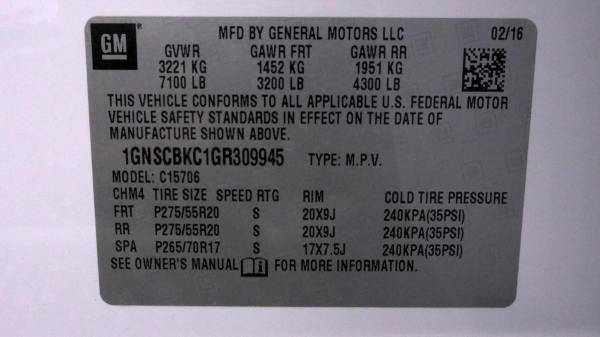 GM
MFD BY GENERAL MOTORS LLC 02/16
GVWR GAWR FRT GAWR RR
3221 KG 1452 KG 1951 KG
7100 LB 3200 LB 4300 LB
THIS VEHICLE CONFORMS TO ALL APPLICABLE U.S. FEDERAL MOTOR
VEHICLE SAFETY STANDARDS IN EFFECT ON THE DATE OF
MANUFACTURE SHOWN ABOVE.
1GNSCBKC1GR309945 TYPE: M.P.V.
MODEL: C15706
CHM4 TIRE SIZE SPEED RTG RIM COLD TIRE PRESSURE
FRT P275/55R20 S 20X9J 240KPA(35PSI)
RR P275/55R20 S 20X9J 240KPA(35PSI)
SPA P265/70R17 S 17X7.5J 240KPA(35PSI)
SEE OWNER'S MANUAL FOR MORE INFORMATION.